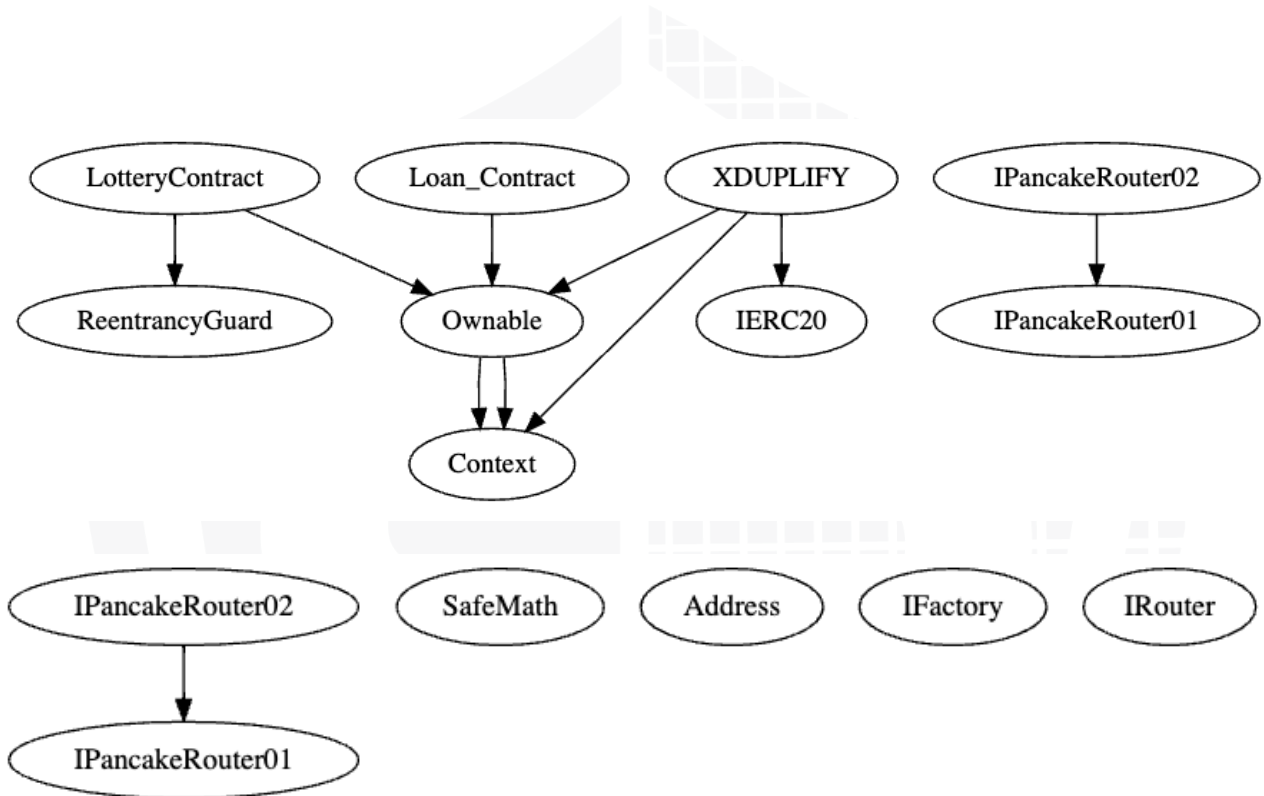 LotteryContract
Loan_Contract
XDUPLIFY
IPancakeRouter02
ReentrancyGuard
Ownable
IERC20
IPancakeRouter01
Context
IPancakeRouter02
SafeMath
Address
IFactory
IRouter
IPancakeRouter01